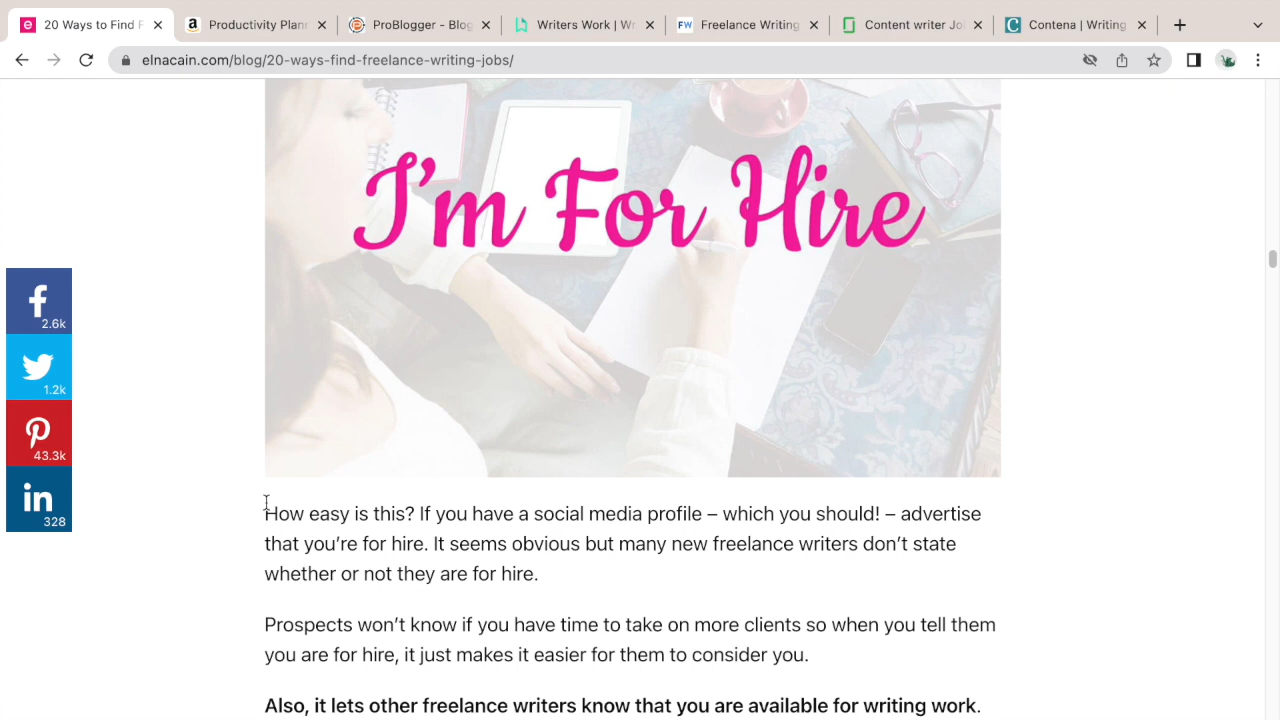 20 Ways to Find F
Productivity Plann
ProBlogger - Blog
Writers Work | Wr
Freelance Writing
Content writer Jo
Contena | Writing
elnacain.com/blog/20-ways-find-freelance-writing-jobs/
I'm For Hire
2.6k
1.2k
43.3k
328
How easy is this? If you have a social media profile – which you should! – advertise
that you’re for hire. It seems obvious but many new freelance writers don’t state
whether or not they are for hire.
Prospects won’t know if you have time to take on more clients so when you tell them
you are for hire, it just makes it easier for them to consider you.
Also, it lets other freelance writers know that you are available for writing work.